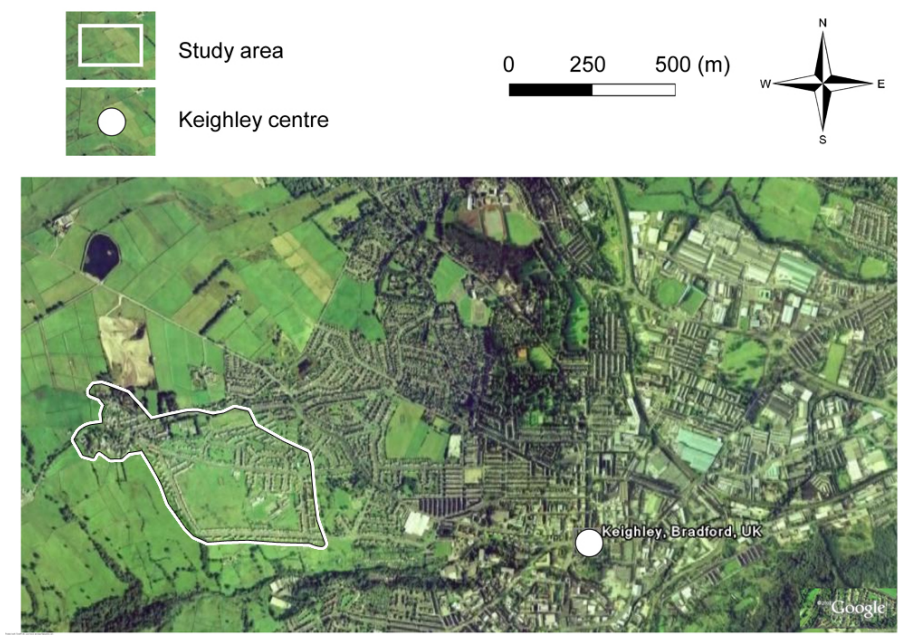 Study area
Keighley centre
0 250 500 (m)
N
W E
S
Keighley, Bradford, UK
Google